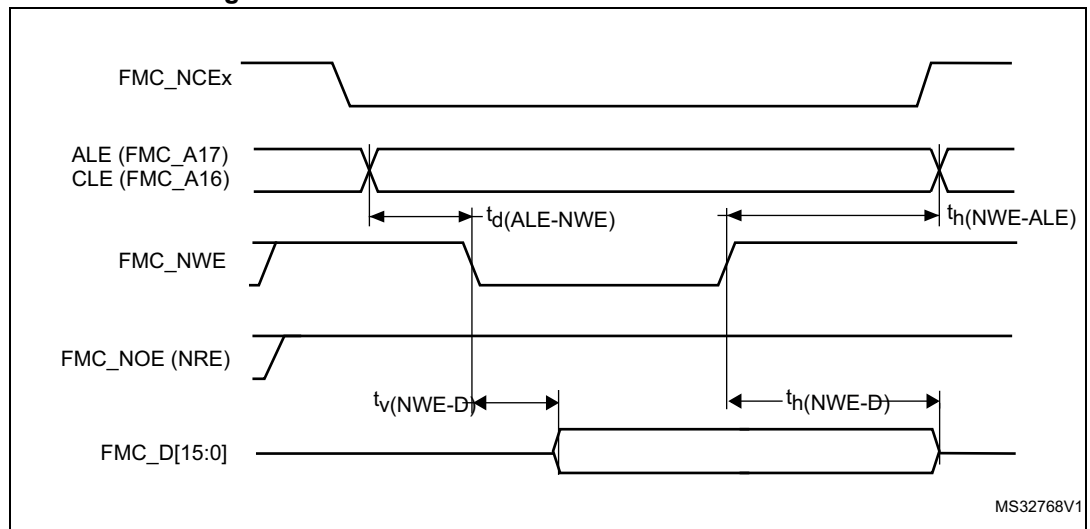 FMC_NCEx
ALE (FMC_A17)
CLE (FMC_A16)
td(ALE-NWE)
th(NWE-ALE)
FMC_NWE
FMC_NOE (NRE)
tv(NWE-D)
th(NWE-D)
FMC_D[15:0]
MS32768V1